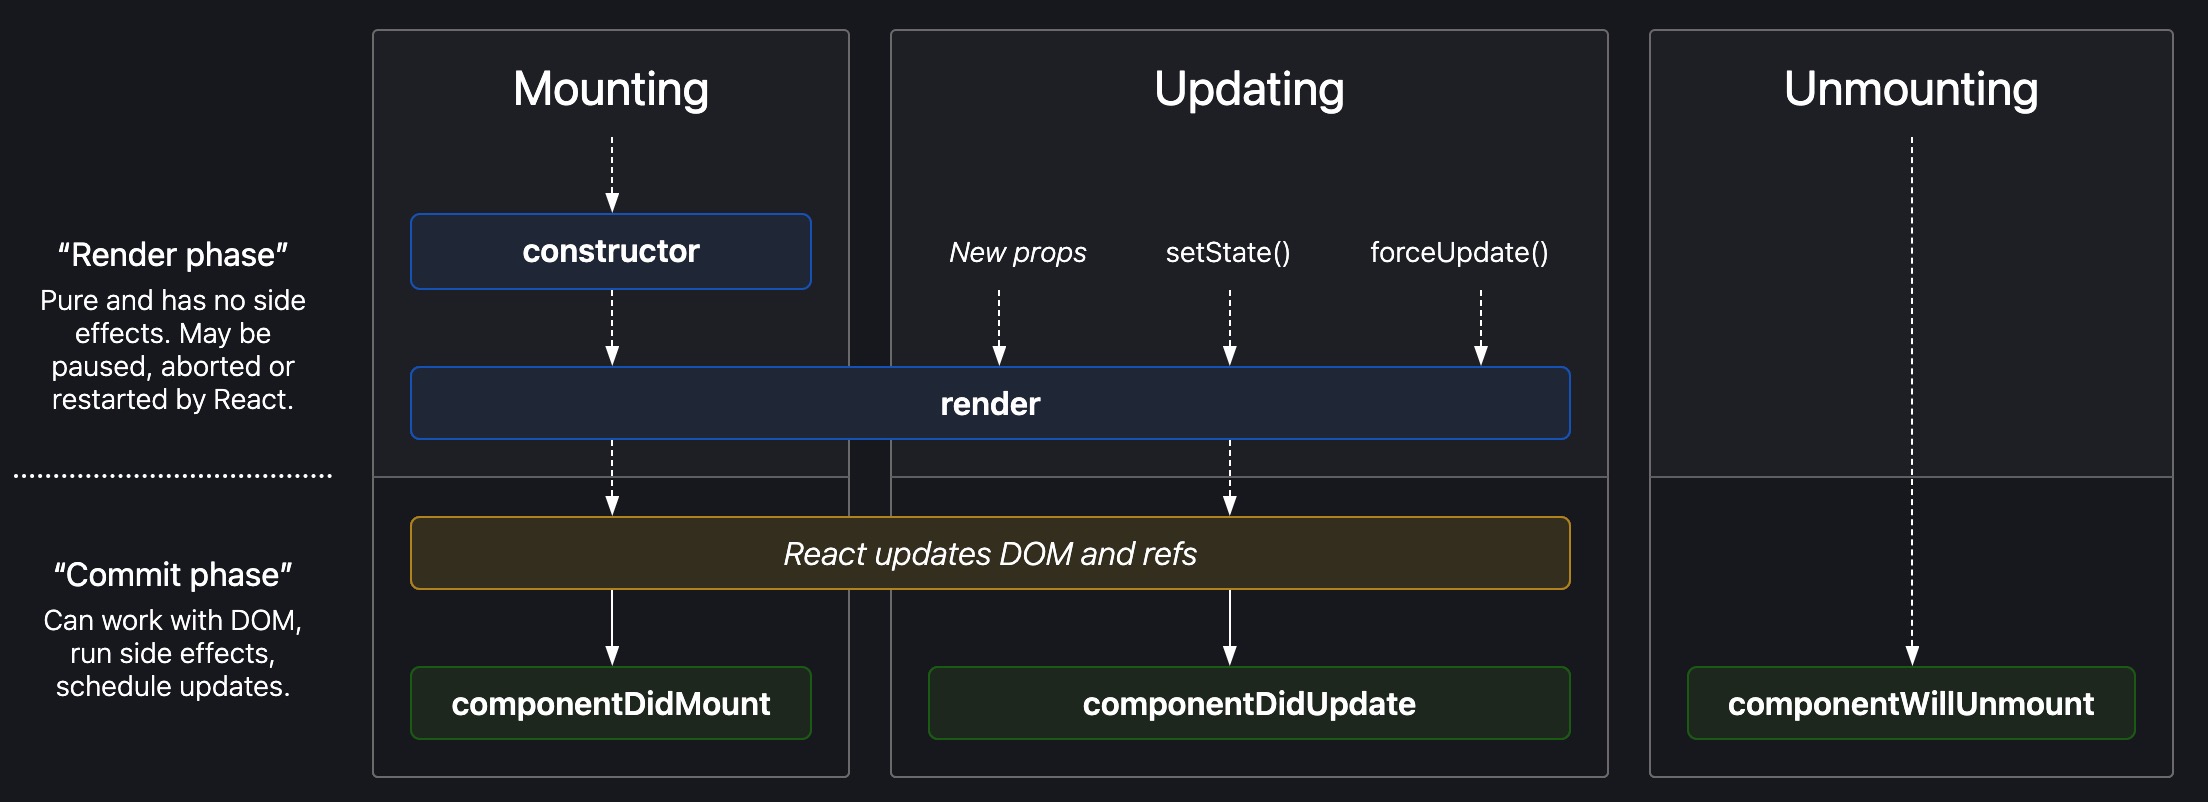 Mounting
Updating
Unmounting
“Render phase”
Pure and has no side
effects. May be
paused, aborted or
restarted by React.
constructor
New props
setState()
forceUpdate()
render
“Commit phase”
Can work with DOM,
run side effects,
schedule updates.
React updates DOM and refs
componentDidMount
componentDidUpdate
componentWillUnmount